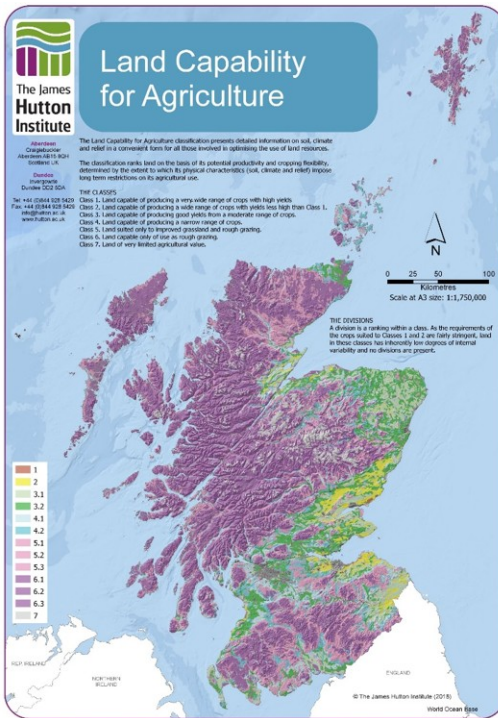 The James
Hutton
Institute
Land Capability
for Agriculture
Aberdeen
Craigiebuckler
Aberdeen AB15 8QH
Scotland UK
Dundee
Invergowrie
Dundee DD2 5DA
Tel: +44 (0)844 928 5429
Fax: +44 (0)844 928 5429
info@hutton.ac.uk
www.hutton.ac.uk
The Land Capability for Agriculture classification presents detailed information on soil, climate
and relief in a convenient form for all those involved in optimising the use of land resources.
The classification ranks land on the basis of its potential productivity and cropping flexibility,
determined by the extent to which its physical characteristics (soil, climate and relief) impose
long term restrictions on its agricultural use.
THE CLASSES
Class 1. Land capable of producing a very wide range of crops with high yields
Class 2. Land capable of producing a wide range of crops with yields less high than Class 1.
Class 3. Land capable of producing good yields from a moderate range of crops.
Class 4. Land capable of producing a narrow range of crops.
Class 5. Land suited only to improved grassland and rough grazing.
Class 6. Land capable only of use as rough grazing.
Class 7. Land of very limited agricultural value.
N
0 25 50 100
Kilometres
Scale at A3 size: 1:1,750,000
THE DIVISIONS
A division is a ranking within a class. As the requirements of
the crops suited to Classes 1 and 2 are fairly stringent, land
in these classes has inherently low degrees of internal
variability and no divisions are present.
1
2
3.1
3.2
4.1
4.2
5.1
5.2
5.3
6.1
6.2
6.3
7
IRELAND
NORTHERN
IRELAND
ENGLAND
© The James Hutton Institute (2018)
World Ocean Base